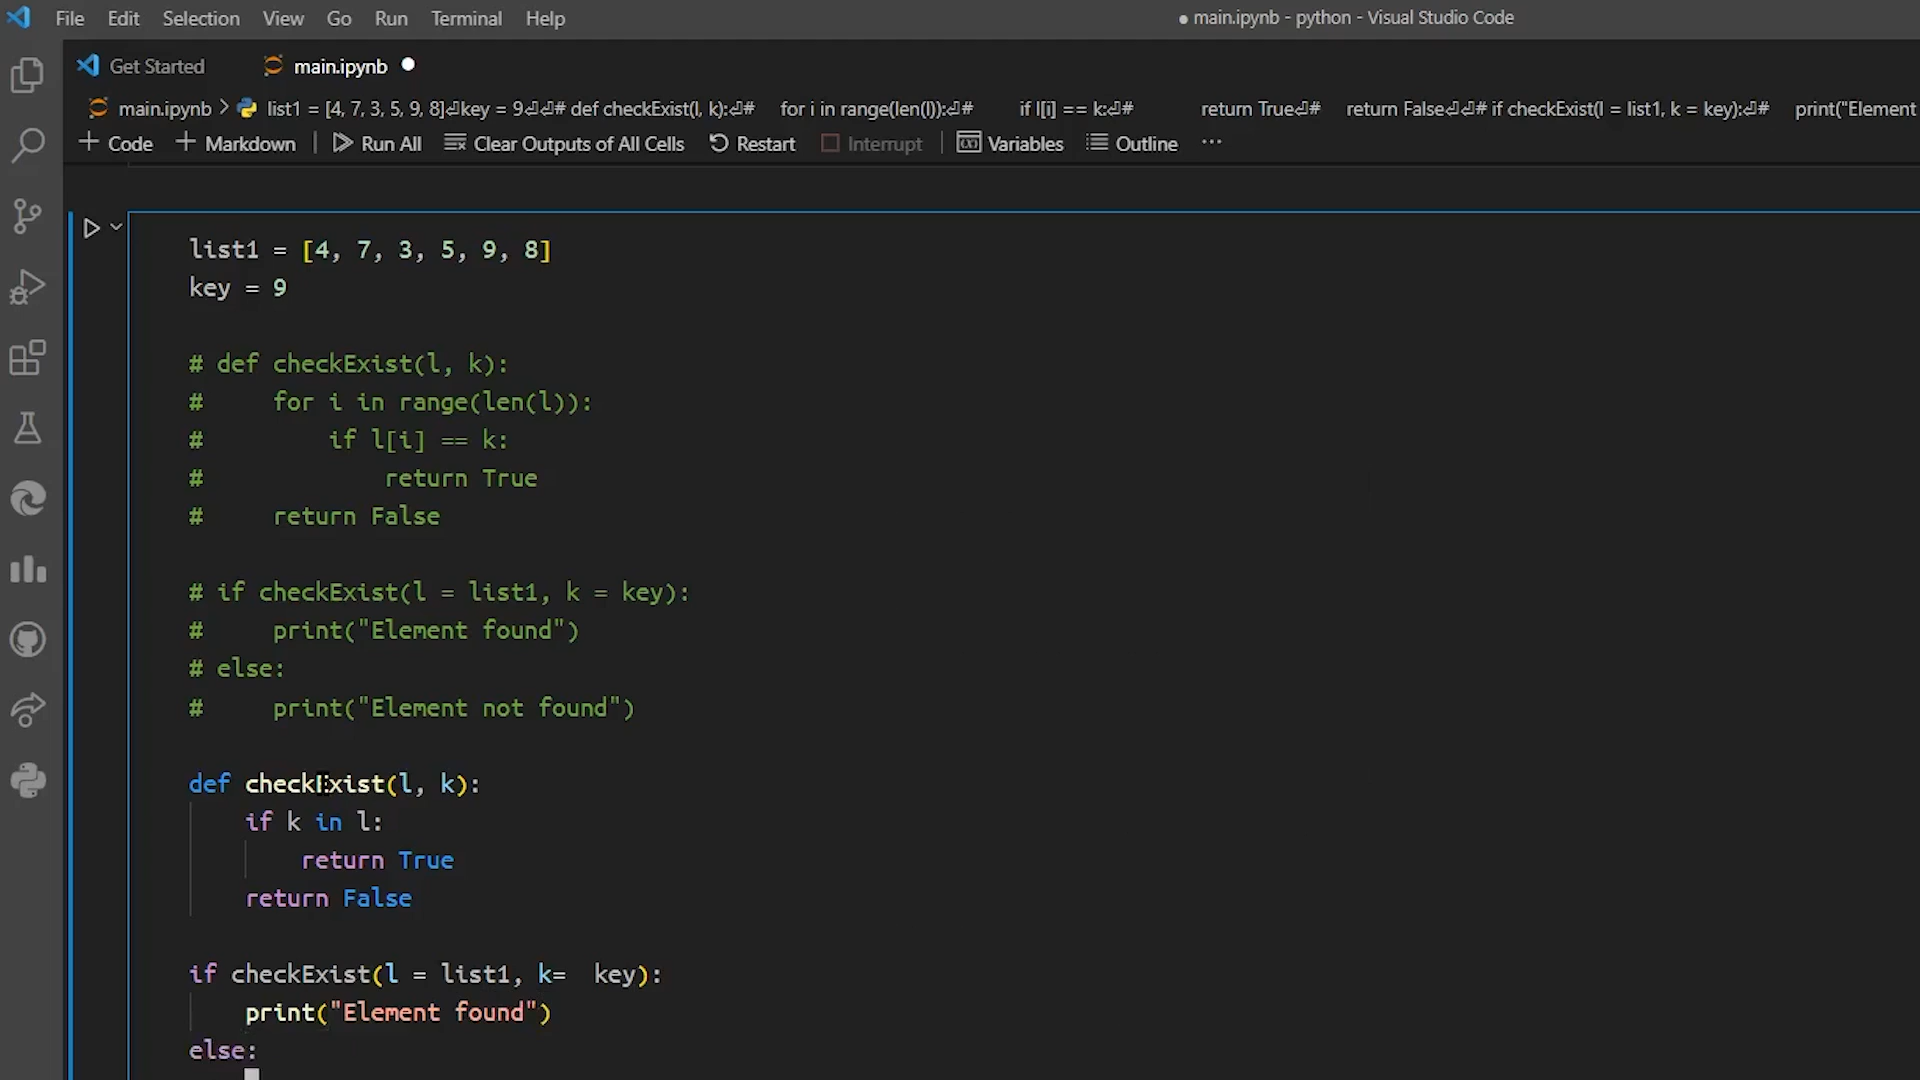 File Edit Selection View Go Run Terminal Help
● main.ipynb - python - Visual Studio Code
Get Started main.ipynb ●
main.ipynb > list1 = [4, 7, 3, 5, 9, 8]⏎key = 9⏎⏎# def checkExist(l, k):⏎# for i in range(len(l)):⏎# if l[i] == k:⏎# return True⏎# return False⏎⏎# if checkExist(l = list1, k = key):⏎# print("Element
+ Code + Markdown | Run All Clear Outputs of All Cells Restart Interrupt | Variables Outline ...
list1 = [4, 7, 3, 5, 9, 8]
key = 9
# def checkExist(l, k):
#     for i in range(len(l)):
#         if l[i] == k:
#             return True
#     return False
# if checkExist(l = list1, k = key):
#     print("Element found")
# else:
#     print("Element not found")
def checkExist(l, k):
    if k in l:
        return True
    return False
if checkExist(l = list1, k=  key):
    print("Element found")
else: